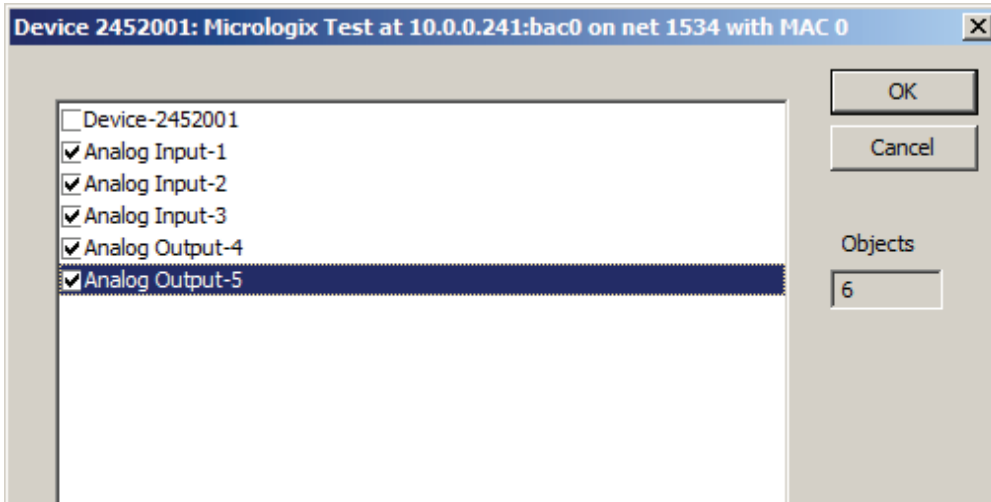 Device 2452001: Micrologix Test at 10.0.0.241:bac0 on net 1534 with MAC 0
OK
Device-2452001
Analog Input-1
Cancel
Analog Input-2
Analog Input-3
Analog Output-4
Objects
Analog Output-5
6